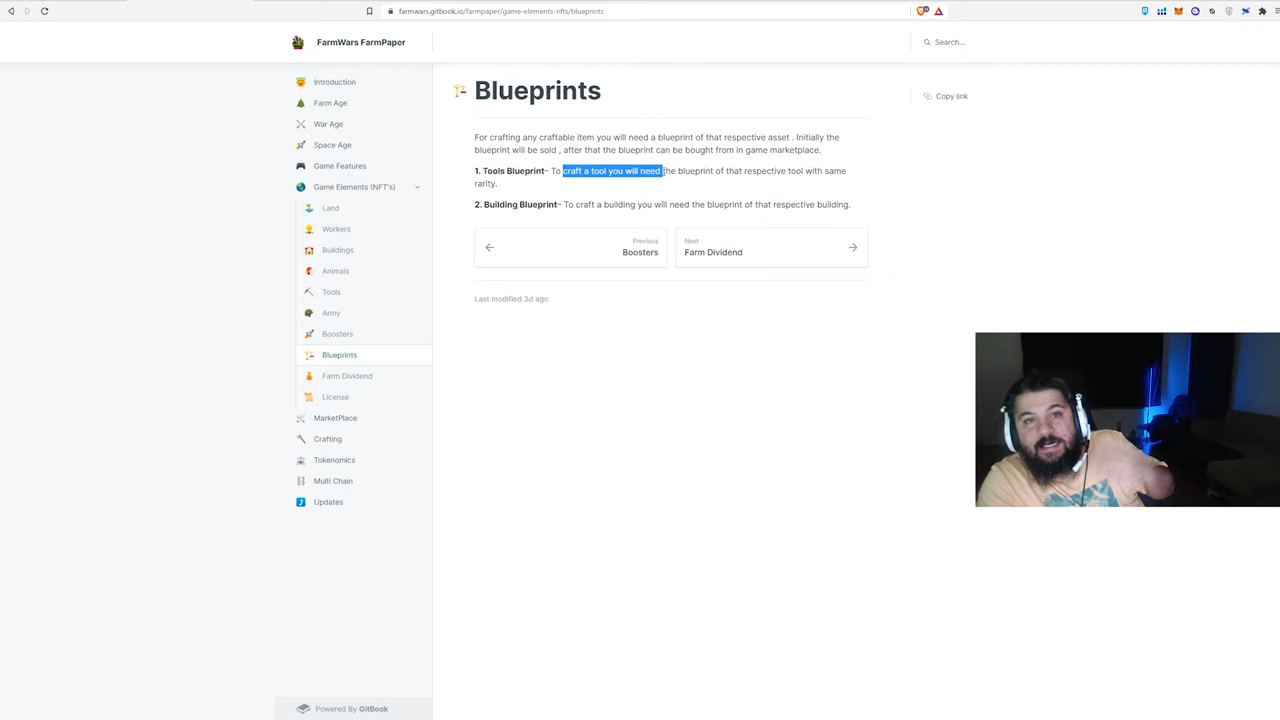 farmwars.gitbook.io/farmpaper/game-elements-nfts/blueprints
FarmWars FarmPaper
Search...
Introduction
Farm Age
War Age
Space Age
Game Features
Game Elements (NFT's)
Land
Workers
Buildings
Animals
Tools
Army
Boosters
Blueprints
Farm Dividend
License
MarketPlace
Crafting
Tokenomics
Multi Chain
Updates
Powered By GitBook
Blueprints
Copy link
For crafting any craftable item you will need a blueprint of that respective asset . Initially the
blueprint will be sold , after that the blueprint can be bought from in game marketplace.
1. Tools Blueprint– To craft a tool you will need the blueprint of that respective tool with same
rarity.
2. Building Blueprint– To craft a building you will need the blueprint of that respective building.
Previous
Boosters
Next
Farm Dividend
Last modified 3d ago